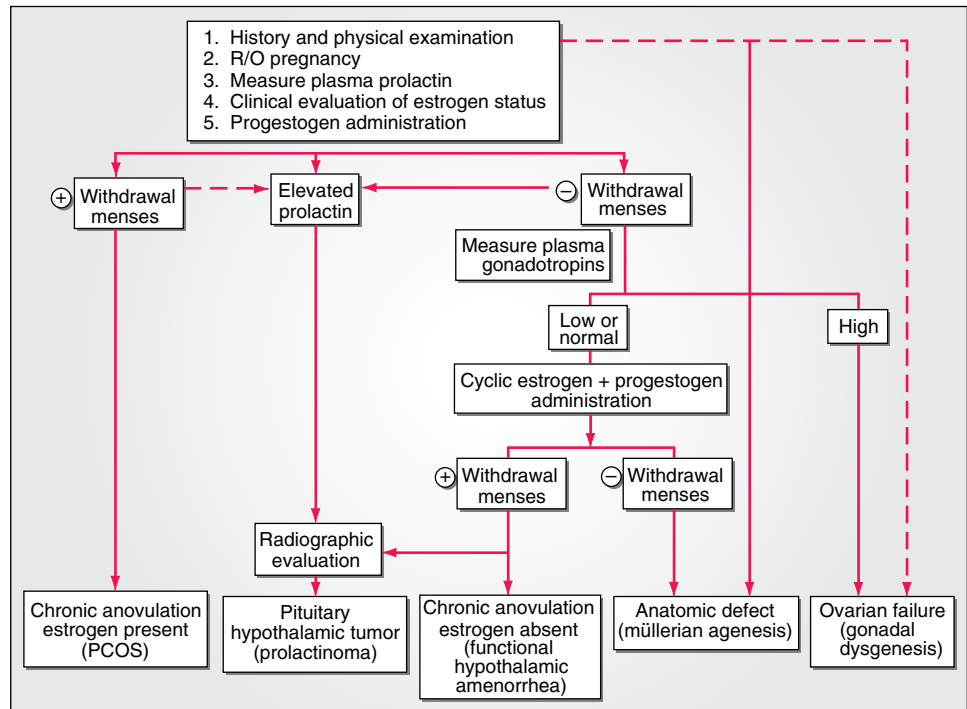 1. History and physical examination
2. R/O pregnancy
3. Measure plasma prolactin
4. Clinical evaluation of estrogen status
5. Progestogen administration
+
Withdrawal
menses
Elevated
prolactin
−
Withdrawal
menses
Measure plasma
gonadotropins
Low or
normal
High
Cyclic estrogen + progestogen
administration
+
Withdrawal
menses
−
Withdrawal
menses
Radiographic
evaluation
Chronic anovulation
estrogen present
(PCOS)
Pituitary
hypothalamic tumor
(prolactinoma)
Chronic anovulation
estrogen absent
(functional
hypothalamic
amenorrhea)
Anatomic defect
(müllerian agenesis)
Ovarian failure
(gonadal
dysgenesis)